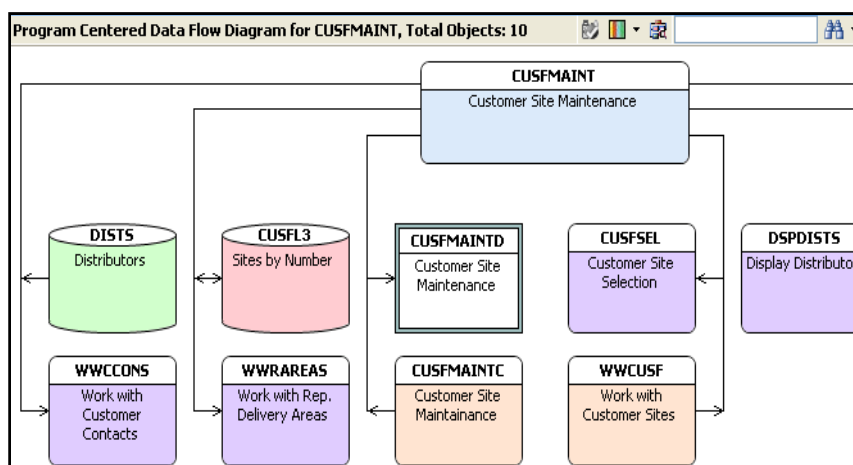 Program Centered Data Flow Diagram for CUSFMAINT, Total Objects: 10
CUSFMAINT
Customer Site Maintenance
DISTS
Distributors
CUSFL3
Sites by Number
CUSFMAINTD
Customer Site
Maintenance
CUSFSEL
Customer Site
Selection
DSPDISTS
Display Distributo
WWCCONS
Work with
Customer
Contacts
WWRAREAS
Work with Rep.
Delivery Areas
CUSFMAINTC
Customer Site
Maintainance
WWCUSF
Work with
Customer Sites